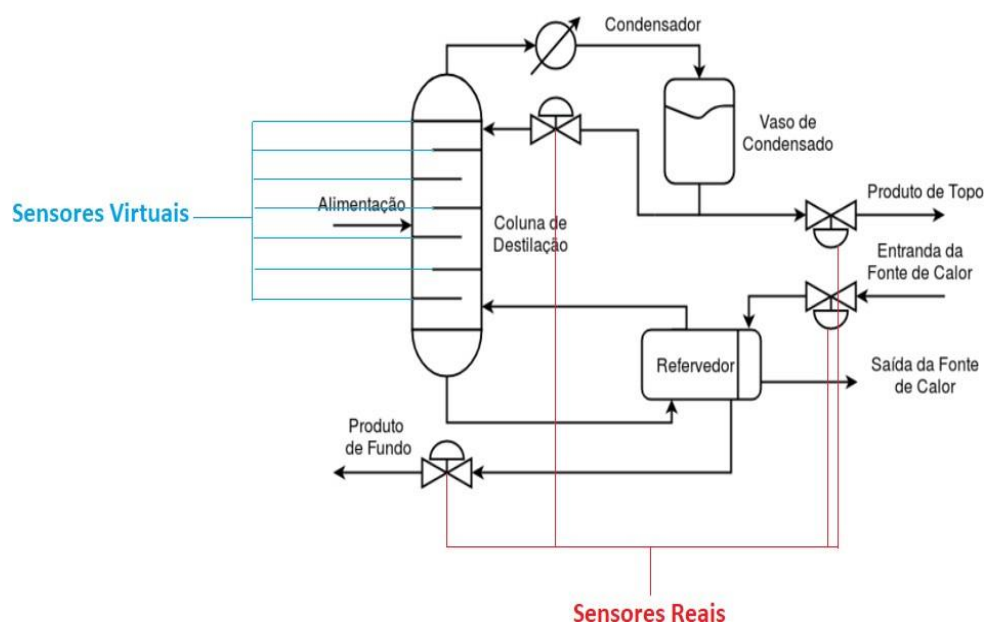 Condensador
Vaso de
Condensado
Produto de Topo
Sensores Virtuais
Alimentação
Coluna de
Destilação
Entranda da
Fonte de Calor
Refervedor
Saída da Fonte
de Calor
Produto
de Fundo
Sensores Reais